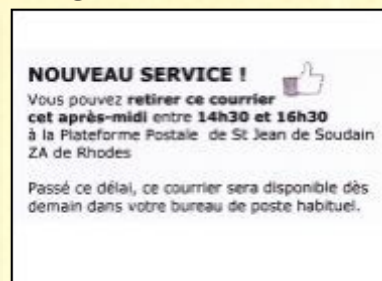 NOUVEAU SERVICE !
Vous pouvez retirer ce courrier
cet après-midi entre 14h30 et 16h30
à la Plateforme Postale de St Jean de Soudain
ZA de Rhodes
Passé ce délai, ce courrier sera disponible dès
demain dans votre bureau de poste habituel.